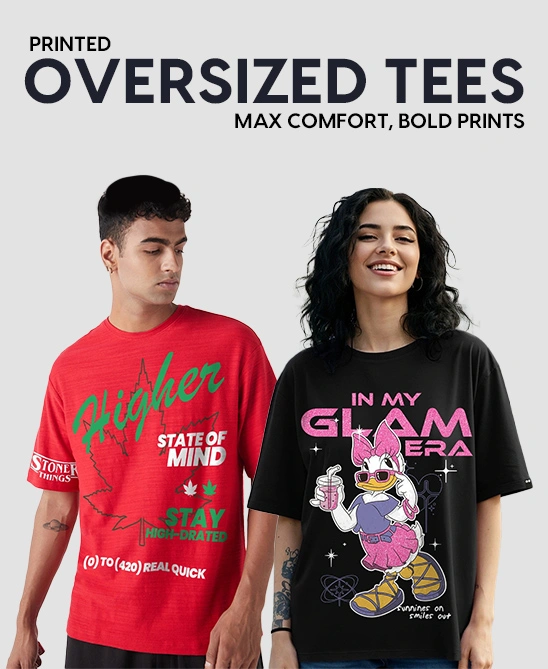 PRINTED
OVERSIZED TEES
MAX COMFORT, BOLD PRINTS
Higher
STATE OF
MIND
STONER
THINGS
STAY
HIGH-DRATED
(0) TO (420) REAL QUICK
IN MY
GLAM
ERA
sunnines on
smiles out